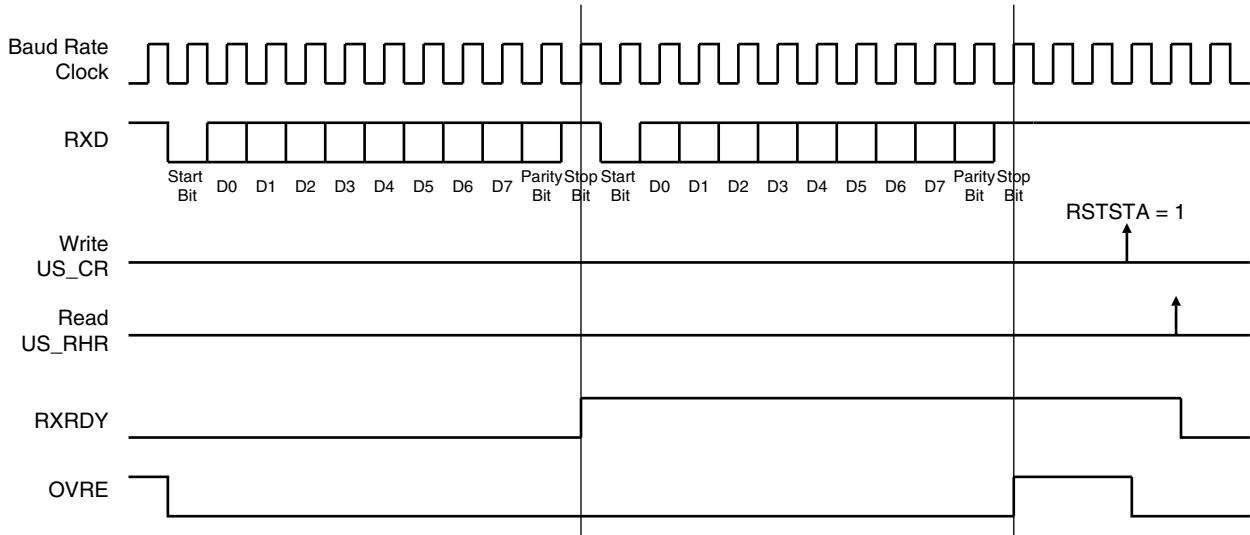 Baud Rate
Clock
RXD
Start
Bit
D0
D1
D2
D3
D4
D5
D6
D7
Parity
Bit
Stop
Bit
Start
Bit
D0
D1
D2
D3
D4
D5
D6
D7
Parity
Bit
Stop
Bit
RSTSTA = 1
Write
US_CR
Read
US_RHR
RXRDY
OVRE